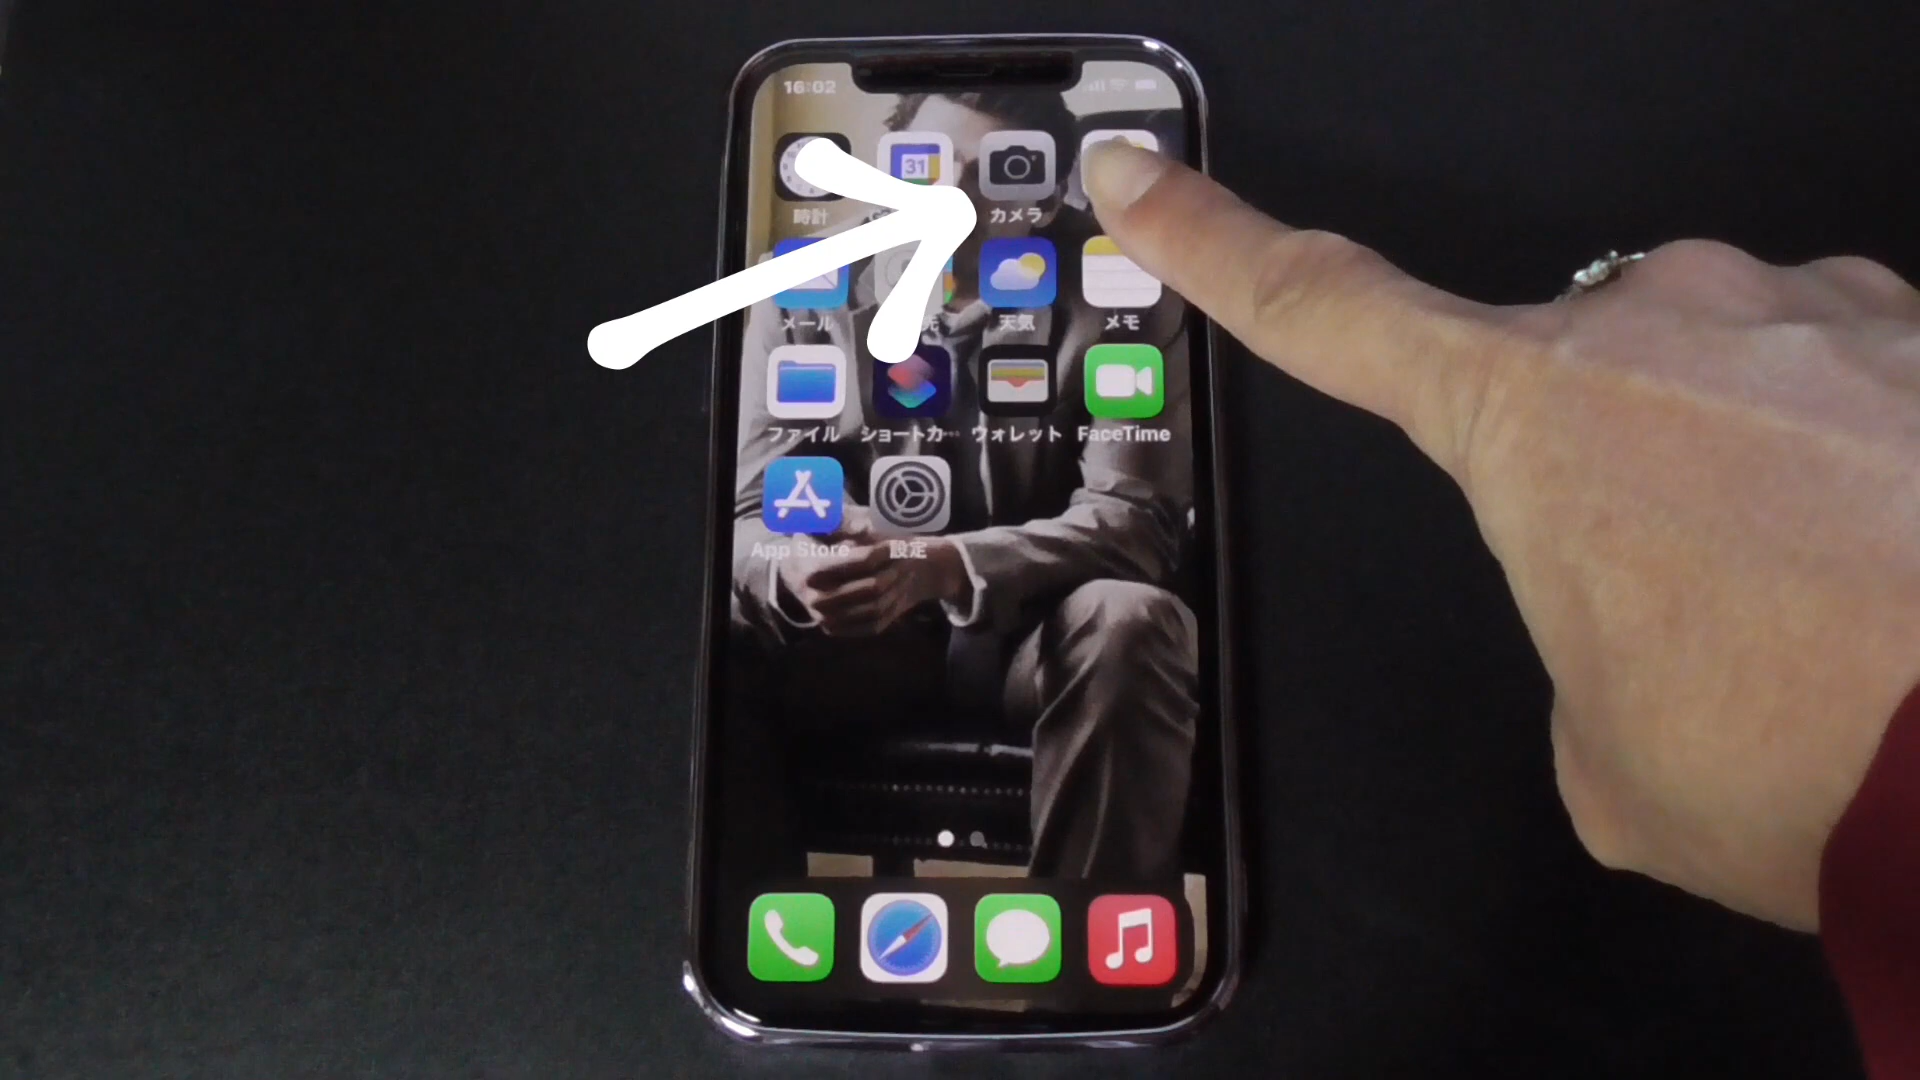 16:02
31
時計
カメラ
メール
天気
メモ
ファイル
ショートカ…
ウォレット
FaceTime
App Store
設定